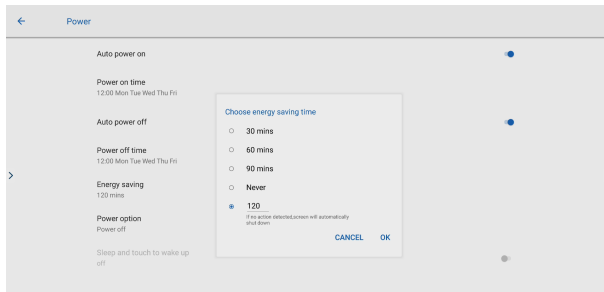 Power
Auto power on
Power on time
12:00 Mon Tue Wed Thu Fri
Auto power off
Power off time
12:00 Mon Tue Wed Thu Fri
Energy saving
120 mins
Power option
Power off
Sleep and touch to wake up
off
Choose energy saving time
30 mins
60 mins
90 mins
Never
120
If no action detected,screen will automatically
shut down
CANCEL OK